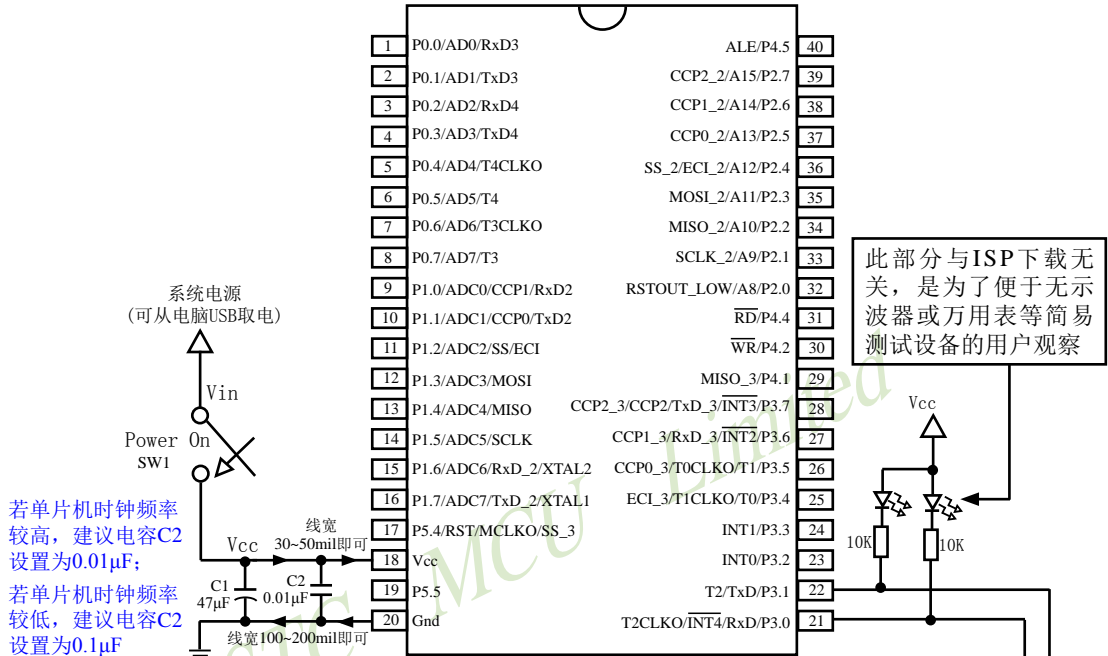 1 P0.0/AD0/RxD3
2 P0.1/AD1/TxD3
3 P0.2/AD2/RxD4
4 P0.3/AD3/TxD4
5 P0.4/AD4/T4CLKO
6 P0.5/AD5/T4
7 P0.6/AD6/T3CLKO
8 P0.7/AD7/T3
9 P1.0/ADC0/CCP1/RxD2
10 P1.1/ADC1/CCP0/TxD2
11 P1.2/ADC2/SS/ECI
12 P1.3/ADC3/MOSI
13 P1.4/ADC4/MISO
14 P1.5/ADC5/SCLK
15 P1.6/ADC6/RxD_2/XTAL2
16 P1.7/ADC7/TxD_2/XTAL1
17 P5.4/RST/MCLKO/SS_3
18 Vcc
19 P5.5
20 Gnd
ALE/P4.5 40
CCP2_2/A15/P2.7 39
CCP1_2/A14/P2.6 38
CCP0_2/A13/P2.5 37
SS_2/ECI_2/A12/P2.4 36
MOSI_2/A11/P2.3 35
MISO_2/A10/P2.2 34
SCLK_2/A9/P2.1 33
RSTOUT_LOW/A8/P2.0 32
RD/P4.4 31
WR/P4.2 30
MISO_3/P4.1 29
CCP2_3/CCP2/TxD_3/INT3/P3.7 28
CCP1_3/RxD_3/INT2/P3.6 27
CCP0_3/T0CLKO/T1/P3.5 26
ECI_3/T1CLKO/T0/P3.4 25
INT1/P3.3 24
INT0/P3.2 23
T2/TxD/P3.1 22
T2CLKO/INT4/RxD/P3.0 21
系统电源
(可从电脑USB取电)
Vin
Power On
SW1
若单片机时钟频率
较高，建议电容C2
设置为0.01μF;
若单片机时钟频率
较低，建议电容C2
设置为0.1μF
Vcc
线宽
30~50mil即可
C1
47μF
C2
0.01μF
线宽100~200mil即可
此部分与ISP下载无
关，是为了便于无示
波器或万用表等简易
测试设备的用户观察
Vcc
10K
10K
STC MCU Limited